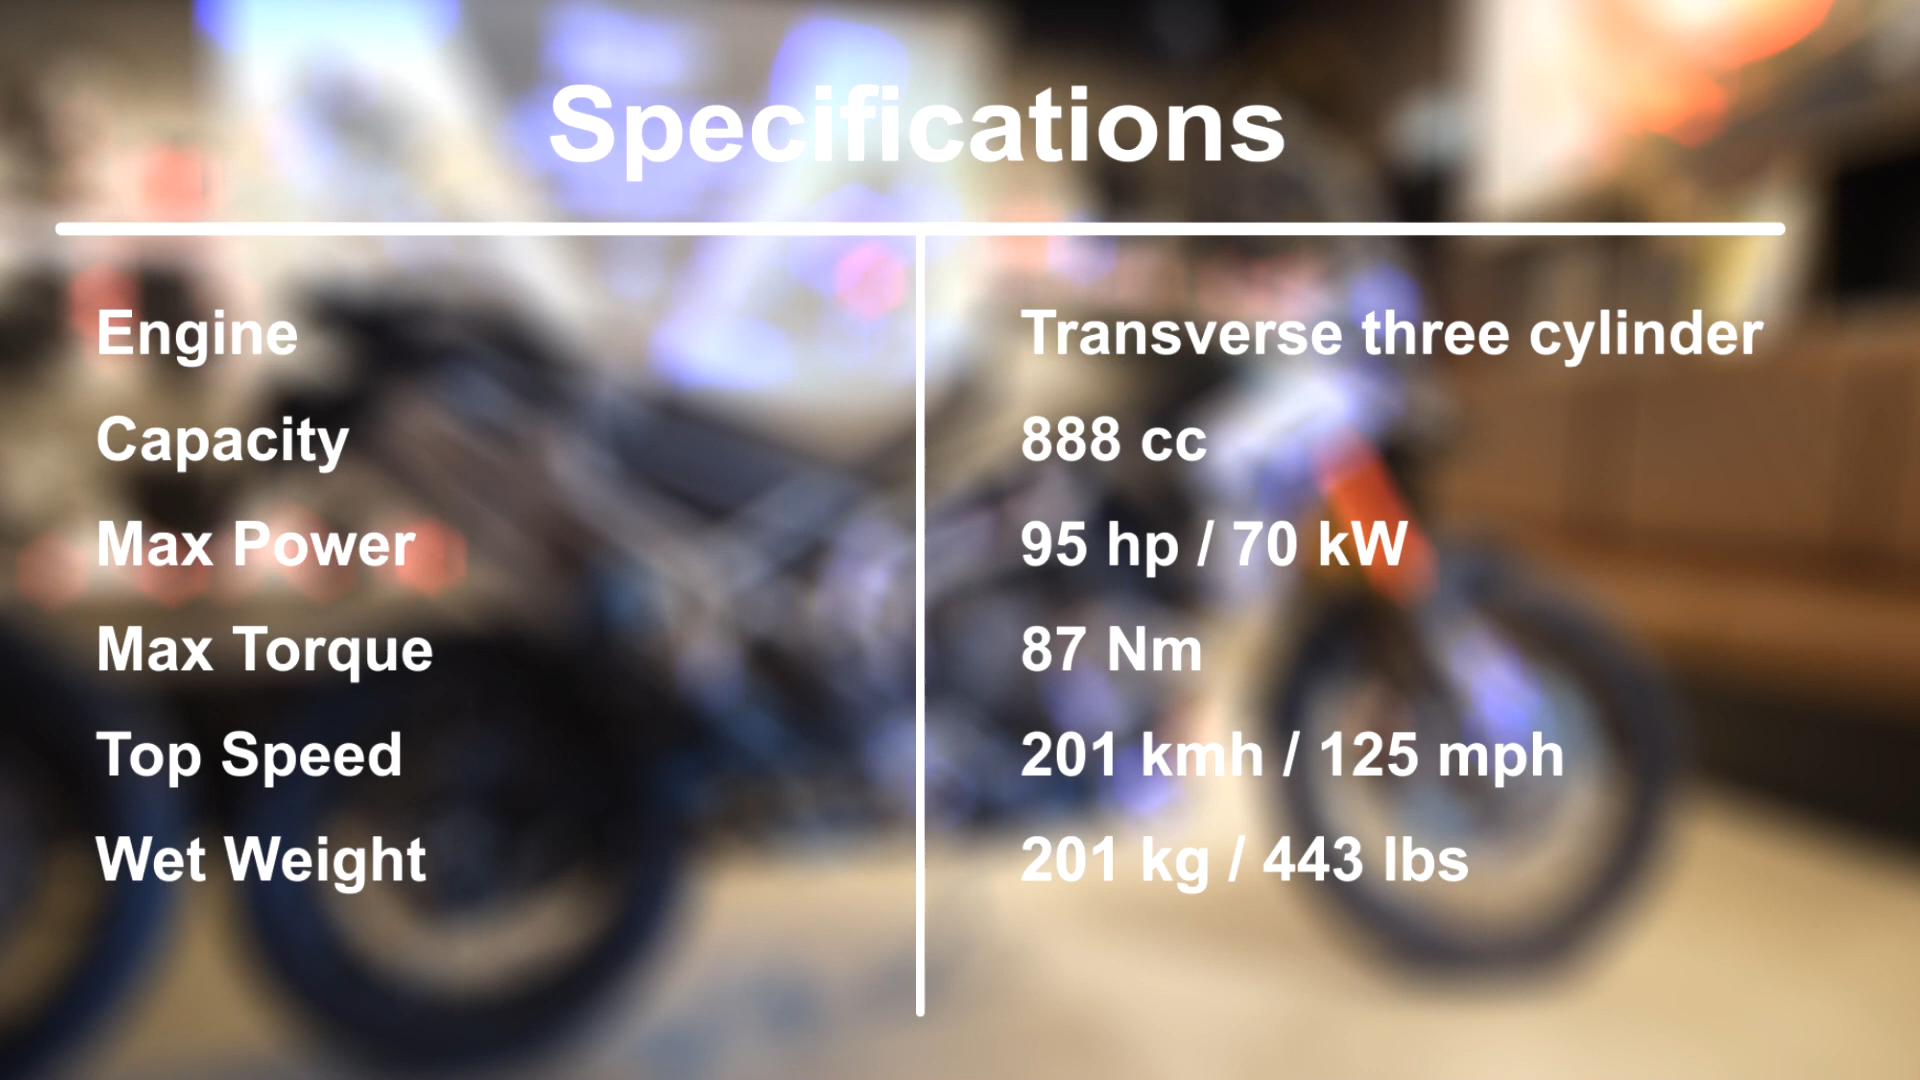 Specifications
Engine
Transverse three cylinder
Capacity
888 cc
Max Power
95 hp / 70 kW
Max Torque
87 Nm
Top Speed
201 kmh / 125 mph
Wet Weight
201 kg / 443 lbs